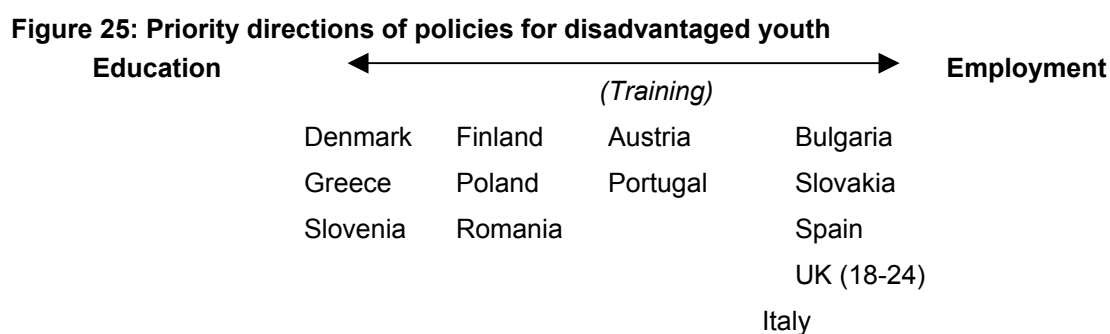 Figure 25: Priority directions of policies for disadvantaged youth
Education Employment
(Training)
Denmark Finland Austria Bulgaria
Greece Poland Portugal Slovakia
Slovenia Romania Spain
UK (18-24)
Italy